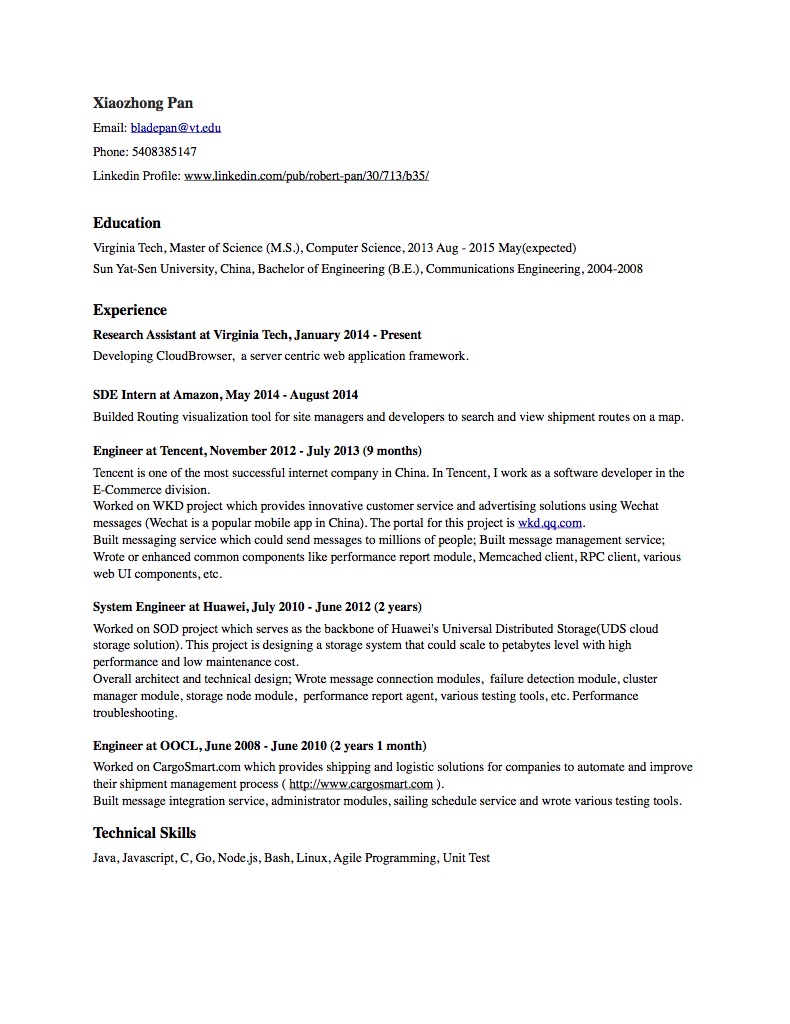 Xiaozhong Pan
Email: bladepan@vt.edu
Phone: 5408385147
Linkedin Profile: www.linkedin.com/pub/robert-pan/30/713/b35/
Education
Virginia Tech, Master of Science (M.S.), Computer Science, 2013 Aug - 2015 May(expected)
Sun Yat-Sen University, China, Bachelor of Engineering (B.E.), Communications Engineering, 2004-2008
Experience
Research Assistant at Virginia Tech, January 2014 - Present
Developing CloudBrowser,  a server centric web application framework.
SDE Intern at Amazon, May 2014 - August 2014
Builded Routing visualization tool for site managers and developers to search and view shipment routes on a map.
Engineer at Tencent, November 2012 - July 2013 (9 months)
Tencent is one of the most successful internet company in China. In Tencent, I work as a software developer in the
E-Commerce division.
Worked on WKD project which provides innovative customer service and advertising solutions using Wechat
messages (Wechat is a popular mobile app in China). The portal for this project is wkd.qq.com.
Built messaging service which could send messages to millions of people; Built message management service;
Wrote or enhanced common components like performance report module, Memcached client, RPC client, various
web UI components, etc.
System Engineer at Huawei, July 2010 - June 2012 (2 years)
Worked on SOD project which serves as the backbone of Huawei's Universal Distributed Storage(UDS cloud
storage solution). This project is designing a storage system that could scale to petabytes level with high
performance and low maintenance cost.
Overall architect and technical design; Wrote message connection modules,  failure detection module, cluster
manager module, storage node module,  performance report agent, various testing tools, etc. Performance
troubleshooting.
Engineer at OOCL, June 2008 - June 2010 (2 years 1 month)
Worked on CargoSmart.com which provides shipping and logistic solutions for companies to automate and improve
their shipment management process ( http://www.cargosmart.com ).
Built message integration service, administrator modules, sailing schedule service and wrote various testing tools.
Technical Skills
Java, Javascript, C, Go, Node.js, Bash, Linux, Agile Programming, Unit Test